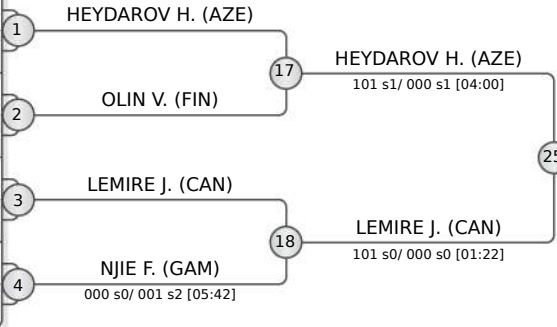 HEYDAROV H. (AZE)
1
HEYDAROV H. (AZE)
17
101 s1/ 000 s1 [04:00]
OLIN V. (FIN)
2
25
LEMIRE J. (CAN)
3
LEMIRE J. (CAN)
18
101 s0/ 000 s0 [01:22]
NJIE F. (GAM)
4
000 s0/ 001 s2 [05:42]